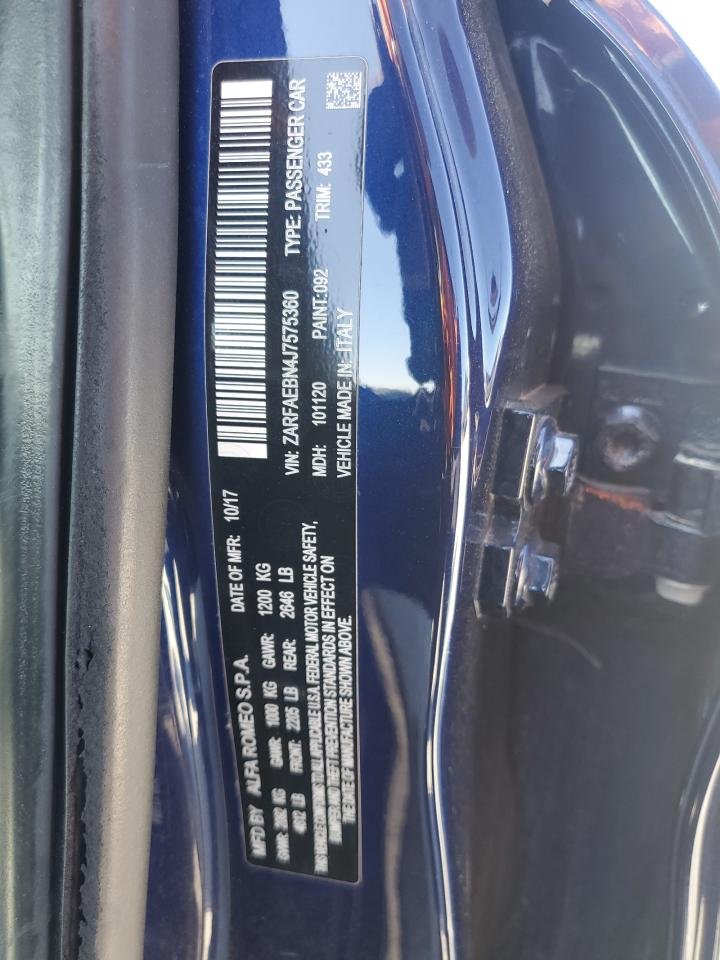 MFD BY ALFA ROMEO S.P.A. DATE OF MFR: 10/17
GVWR: KG GAWR: 1000 KG GAWR: 1200 KG
LB FRONT: 2205 LB REAR: 2646 LB
THIS VEHICLE CONFORMS TO ALL APPLICABLE U.S.A. FEDERAL MOTOR VEHICLE SAFETY,
BUMPER AND THEFT PREVENTION STANDARDS IN EFFECT ON
THE DATE OF MANUFACTURE SHOWN ABOVE.
VIN: ZARFAEBN4J7575360 TYPE: PASSENGER CAR
MDH: 101120 PAINT: 092 TRIM: 433
VEHICLE MADE IN: ITALY